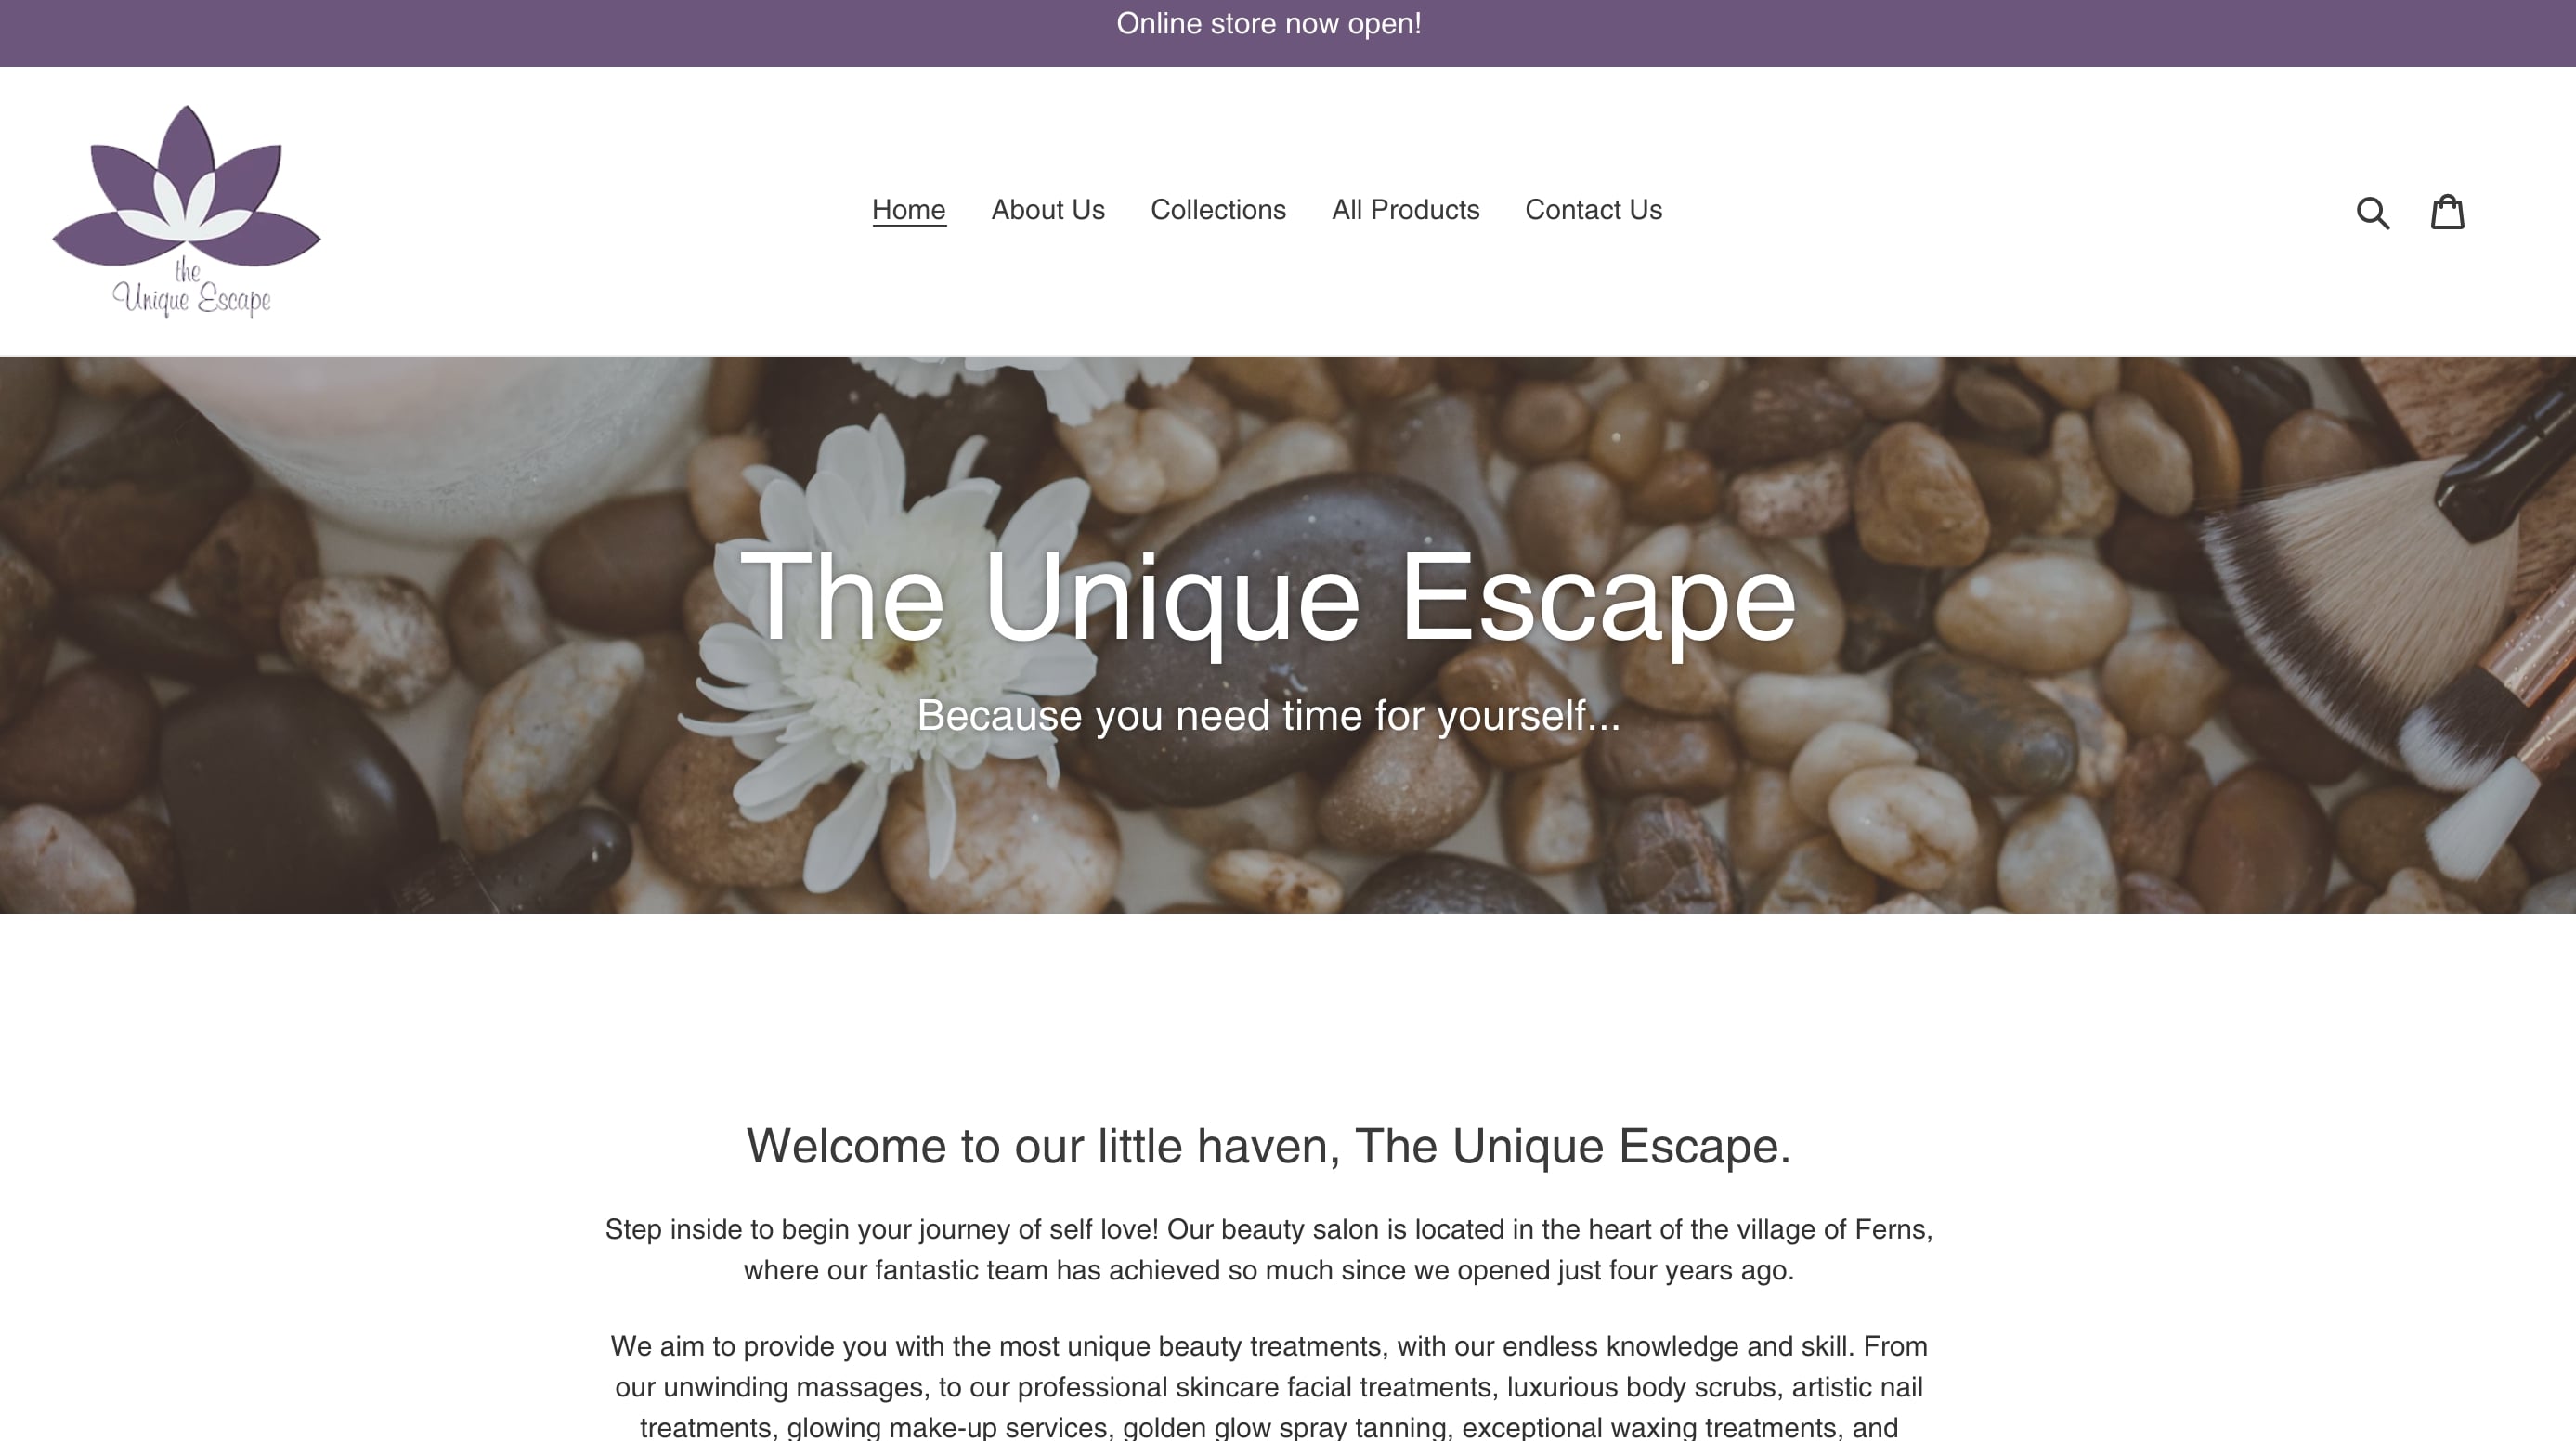 Online store now open!
the
Unique Escape
Home About Us Collections All Products Contact Us
The Unique Escape
Because you need time for yourself...
Welcome to our little haven, The Unique Escape.
Step inside to begin your journey of self love! Our beauty salon is located in the heart of the village of Ferns,
where our fantastic team has achieved so much since we opened just four years ago.
We aim to provide you with the most unique beauty treatments, with our endless knowledge and skill. From
our unwinding massages, to our professional skincare facial treatments, luxurious body scrubs, artistic nail
treatments, glowing make-up services, golden glow spray tanning, exceptional waxing treatments, and